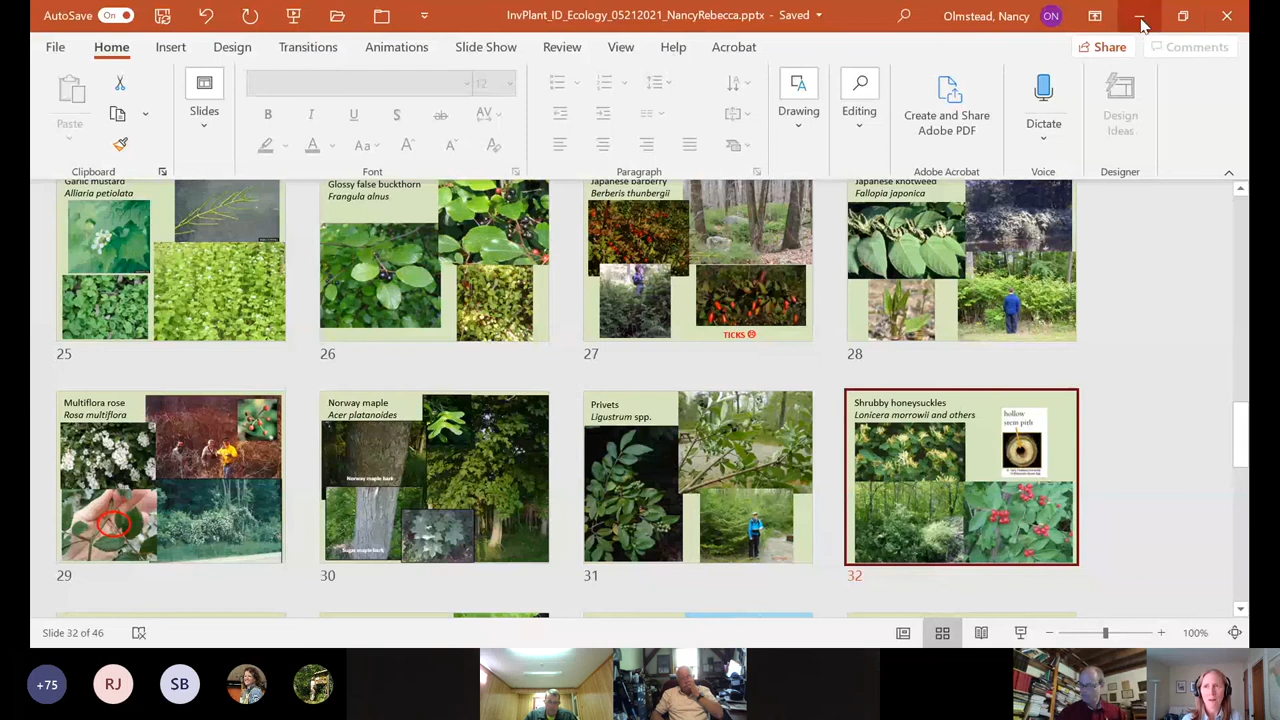 AutoSave On
InvPlant_ID_Ecology_05212021_NancyRebecca.pptx - Saved
Olmstead, Nancy ON
File Home Insert Design Transitions Animations Slide Show Review View Help Acrobat
Share Comments
12
Paste
Slides
Drawing
Editing
Create and Share
Adobe PDF
Dictate
Design
Ideas
Clipboard
Font
Paragraph
Adobe Acrobat
Voice
Designer
Garlic mustard
Alliaria petiolata
25
Glossy false buckthorn
Frangula alnus
26
Japanese barberry
Berberis thunbergii
TICKS ☹
27
Japanese knotweed
Fallopia japonica
28
Multiflora rose
Rosa multiflora
29
Norway maple
Acer platanoides
Norway maple bark
Sugar maple bark
30
Privets
Ligustrum spp.
31
Shrubby honeysuckles
Lonicera morrowii and others
hollow
stem pith
32
Slide 32 of 46
100%
+75
RJ
SB